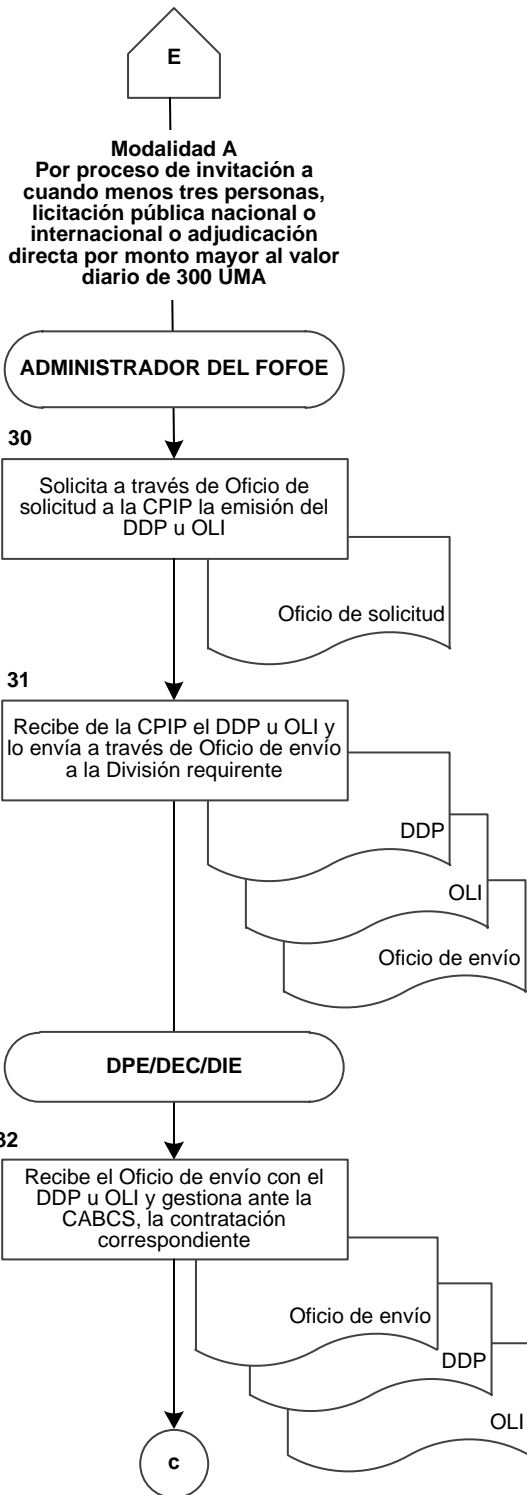 E
Modalidad A
Por proceso de invitación a
cuando menos tres personas,
licitación pública nacional o
internacional o adjudicación
directa por monto mayor al valor
diario de 300 UMA
ADMINISTRADOR DEL FOFOE
30
Solicita a través de Oficio de
solicitud a la CPIP la emisión del
DDP u OLI
Oficio de solicitud
31
Recibe de la CPIP el DDP u OLI y
lo envía a través de Oficio de envío
a la División requirente
DDP
OLI
Oficio de envío
DPE/DEC/DIE
32
Recibe el Oficio de envío con el
DDP u OLI y gestiona ante la
CABCS, la contratación
correspondiente
Oficio de envío
DDP
OLI
c